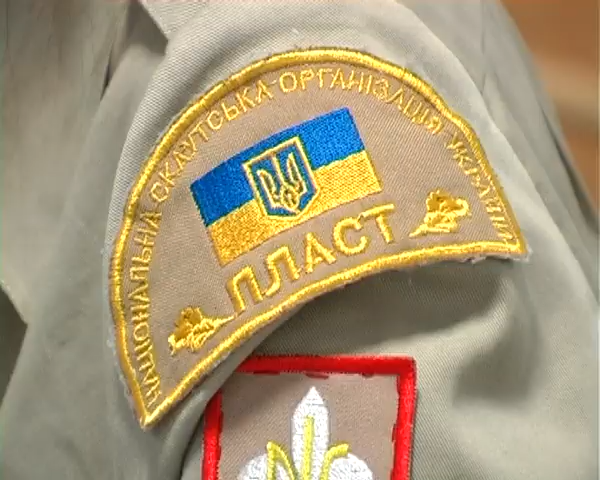 НАЦІОНАЛЬНА СКАУТСЬКА ОРГАНІЗАЦІЯ УКРАЇНИ
ПЛАСТ